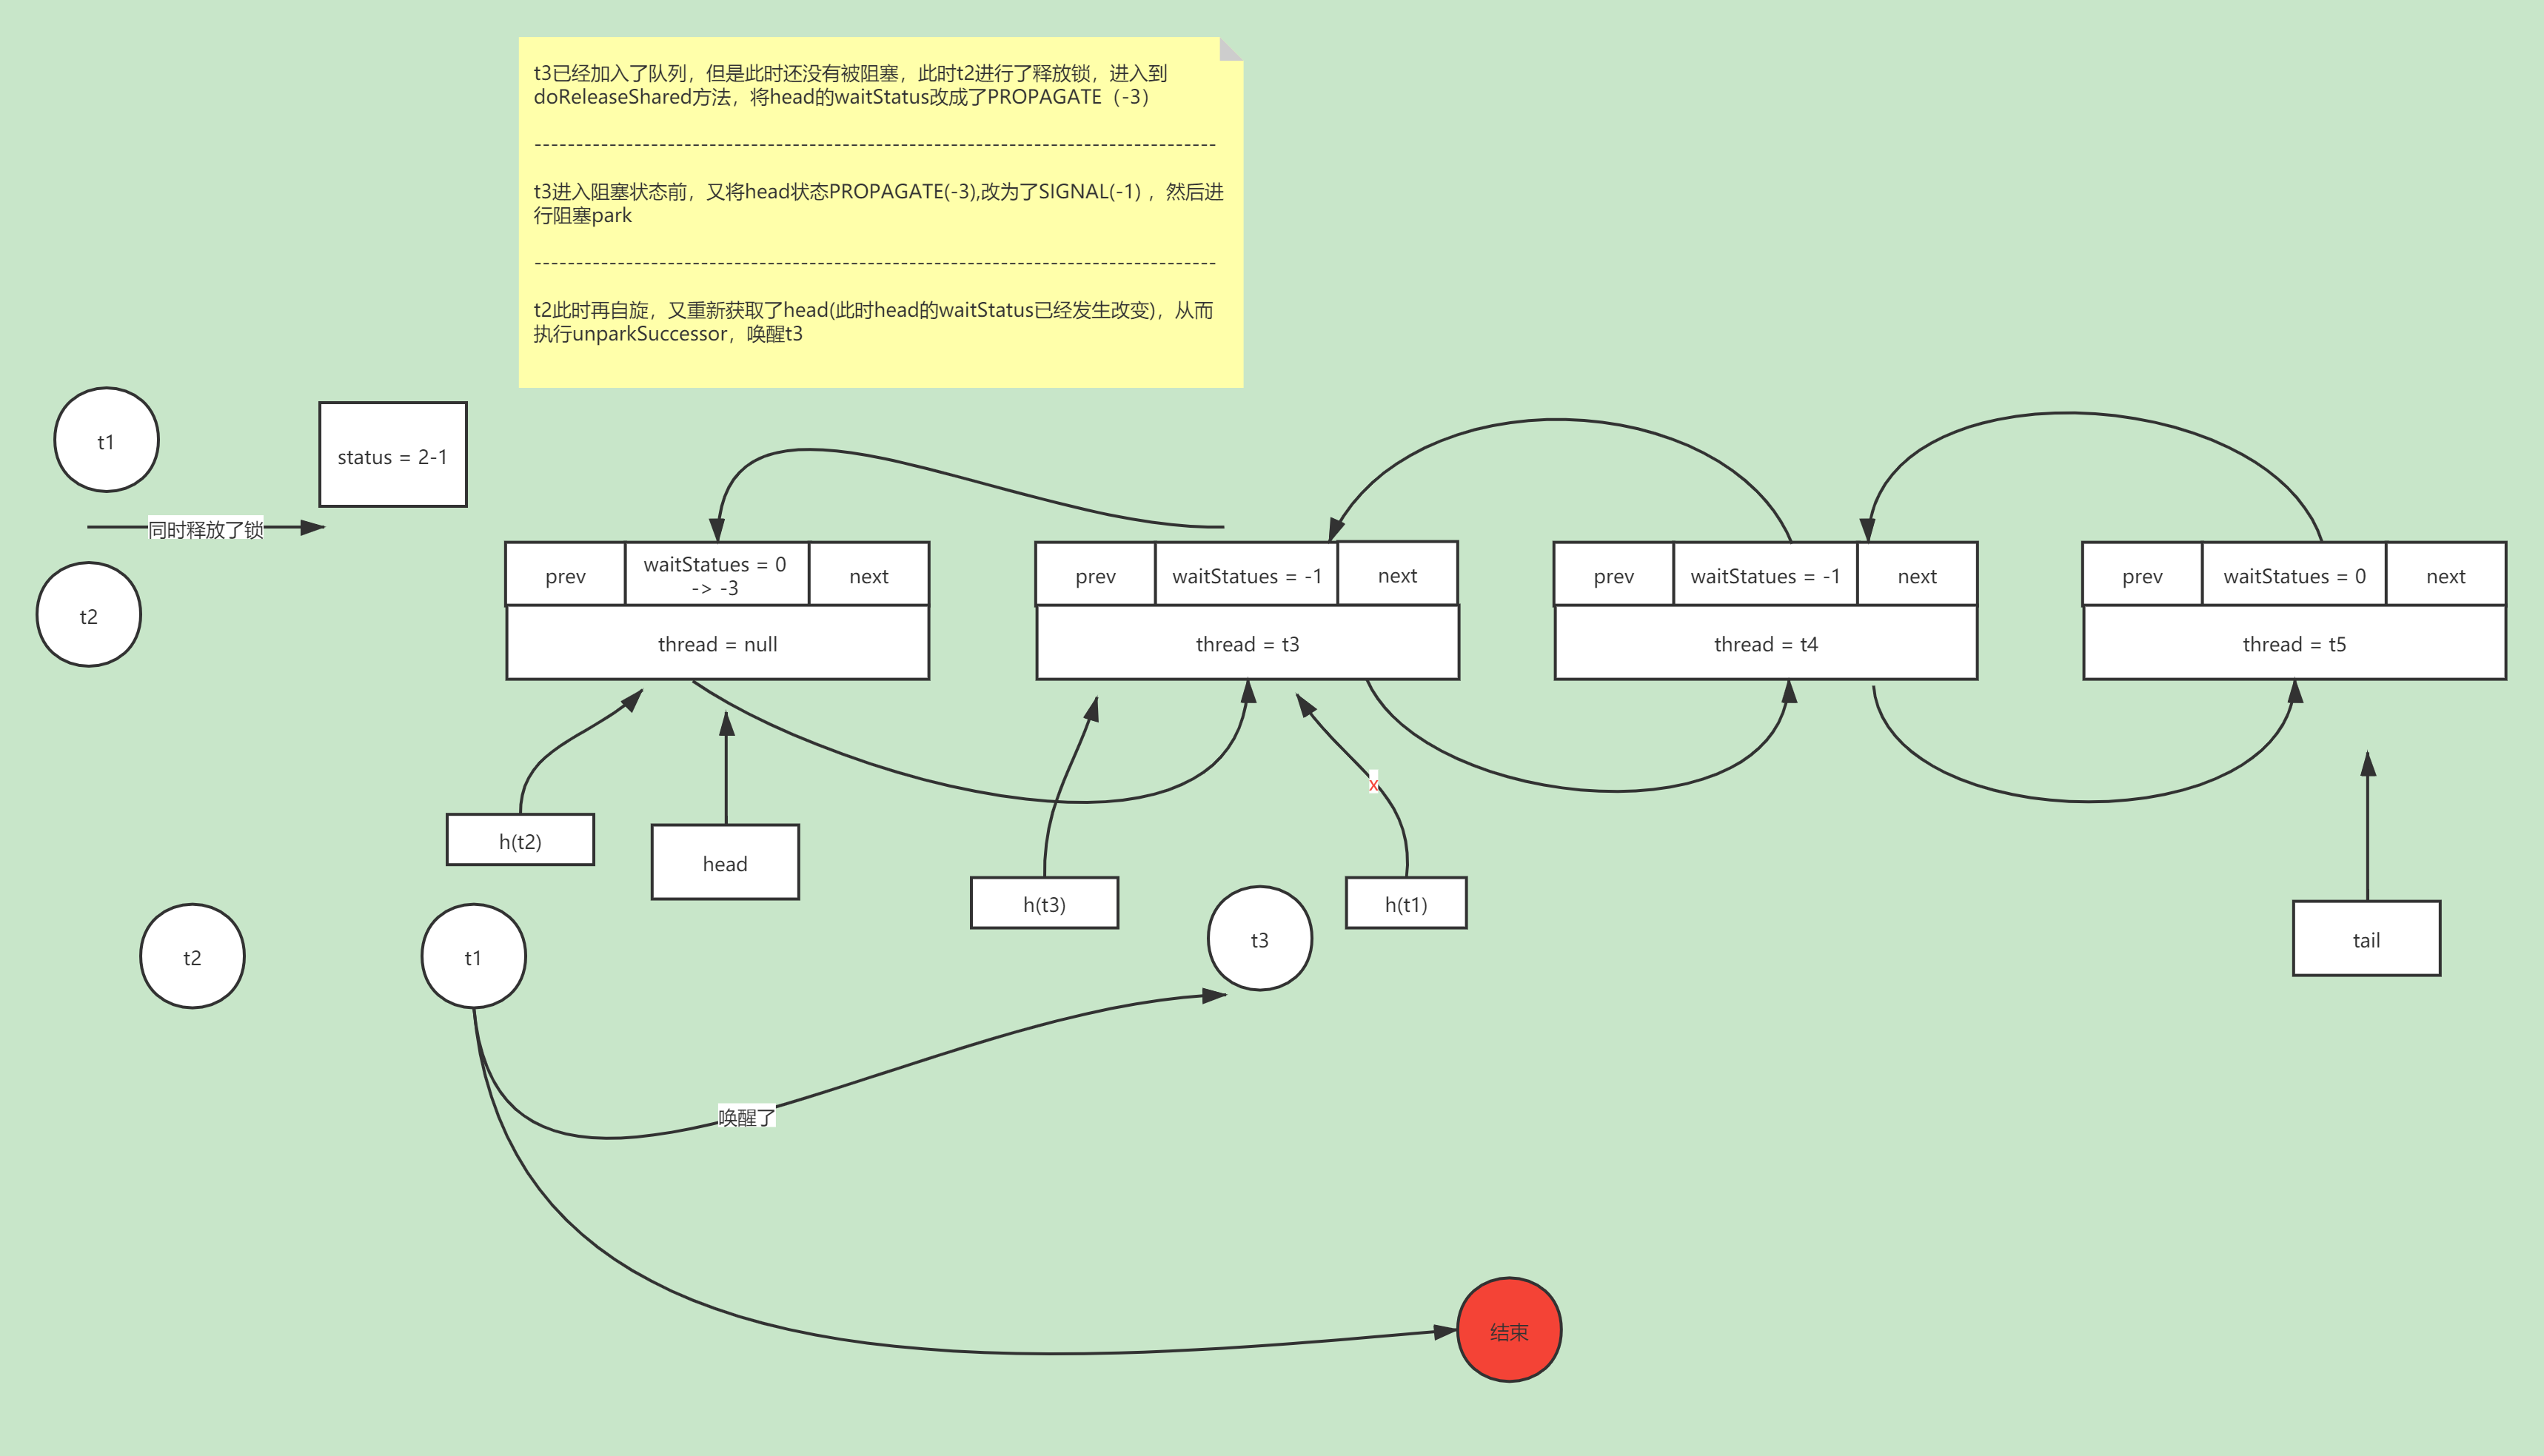 t3已经加入了队列，但是此时还没有被阻塞，此时t2进行了释放锁，进入到
doReleaseShared方法，将head的waitStatus改成了PROPAGATE（-3）
----------------------------------------------------------------------------------
t3进入阻塞状态前，又将head状态PROPAGATE(-3),改为了SIGNAL(-1) ，然后进
行阻塞park
----------------------------------------------------------------------------------
t2此时再自旋，又重新获取了head(此时head的waitStatus已经发生改变)，从而
执行unparkSuccessor，唤醒t3
t1
status = 2-1
同时释放了锁
t2
prev
waitStatues = 0
-> -3
next
thread = null
prev
waitStatues = -1
next
thread = t3
prev
waitStatues = -1
next
thread = t4
prev
waitStatues = 0
next
thread = t5
x
h(t2)
head
h(t3)
h(t1)
t3
tail
t2
t1
唤醒了
结束